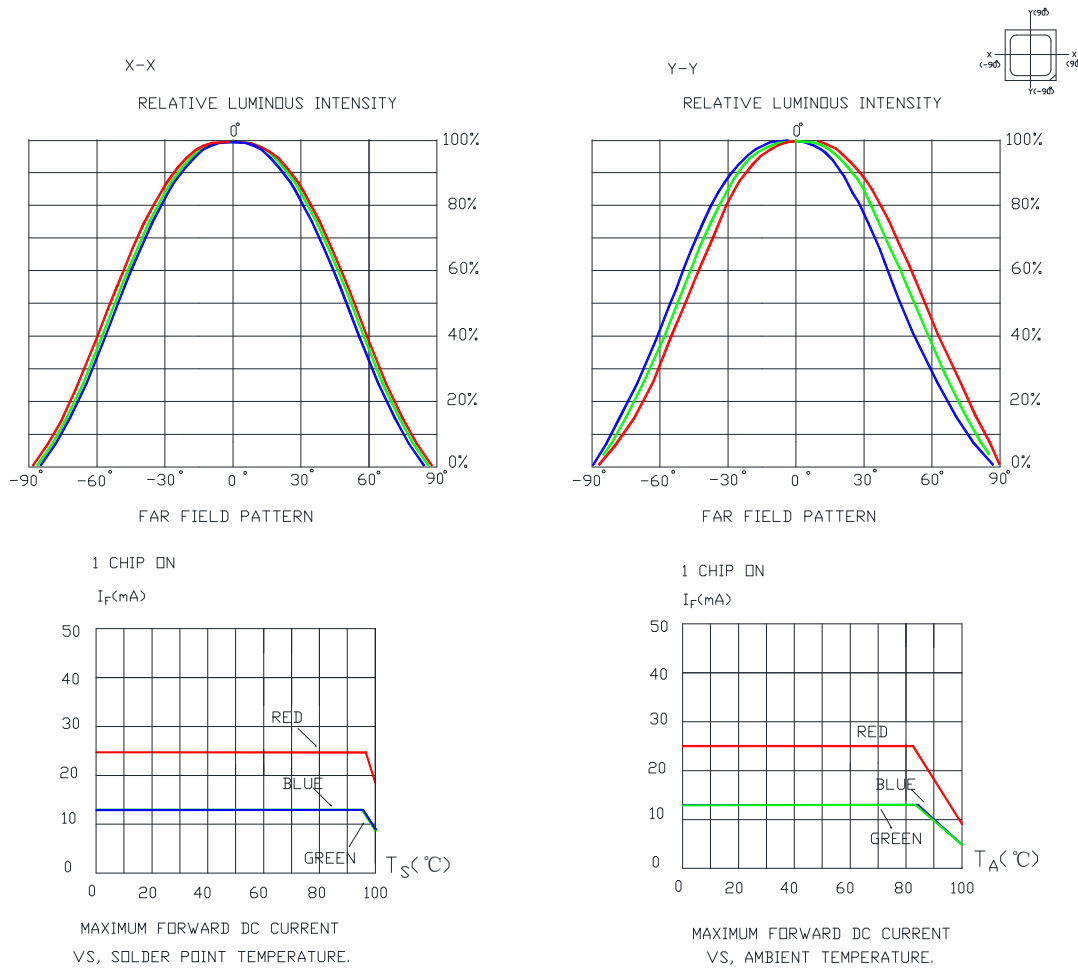 X-X
RELATIVE LUMINOUS INTENSITY
0°
100%
80%
60%
40%
20%
0%
-90° -60° -30° 0° 30° 60° 90°
FAR FIELD PATTERN
Y-Y
RELATIVE LUMINOUS INTENSITY
0°
100%
80%
60%
40%
20%
0%
-90° -60° -30° 0° 30° 60° 90°
FAR FIELD PATTERN
Y(90°)
X X
(-90°) (90°
Y(-90°)
1 CHIP ON
IF(mA)
50
40
30
20
10
0
RED
BLUE
GREEN
TS(℃)
0 20 40 60 80 100
MAXIMUM FORWARD DC CURRENT
VS, SOLDER POINT TEMPERATURE.
1 CHIP ON
IF(mA)
50
40
30
20
10
0
RED
BLUE
GREEN
TA(℃)
0 20 40 60 80 100
MAXIMUM FORWARD DC CURRENT
VS, AMBIENT TEMPERATURE.